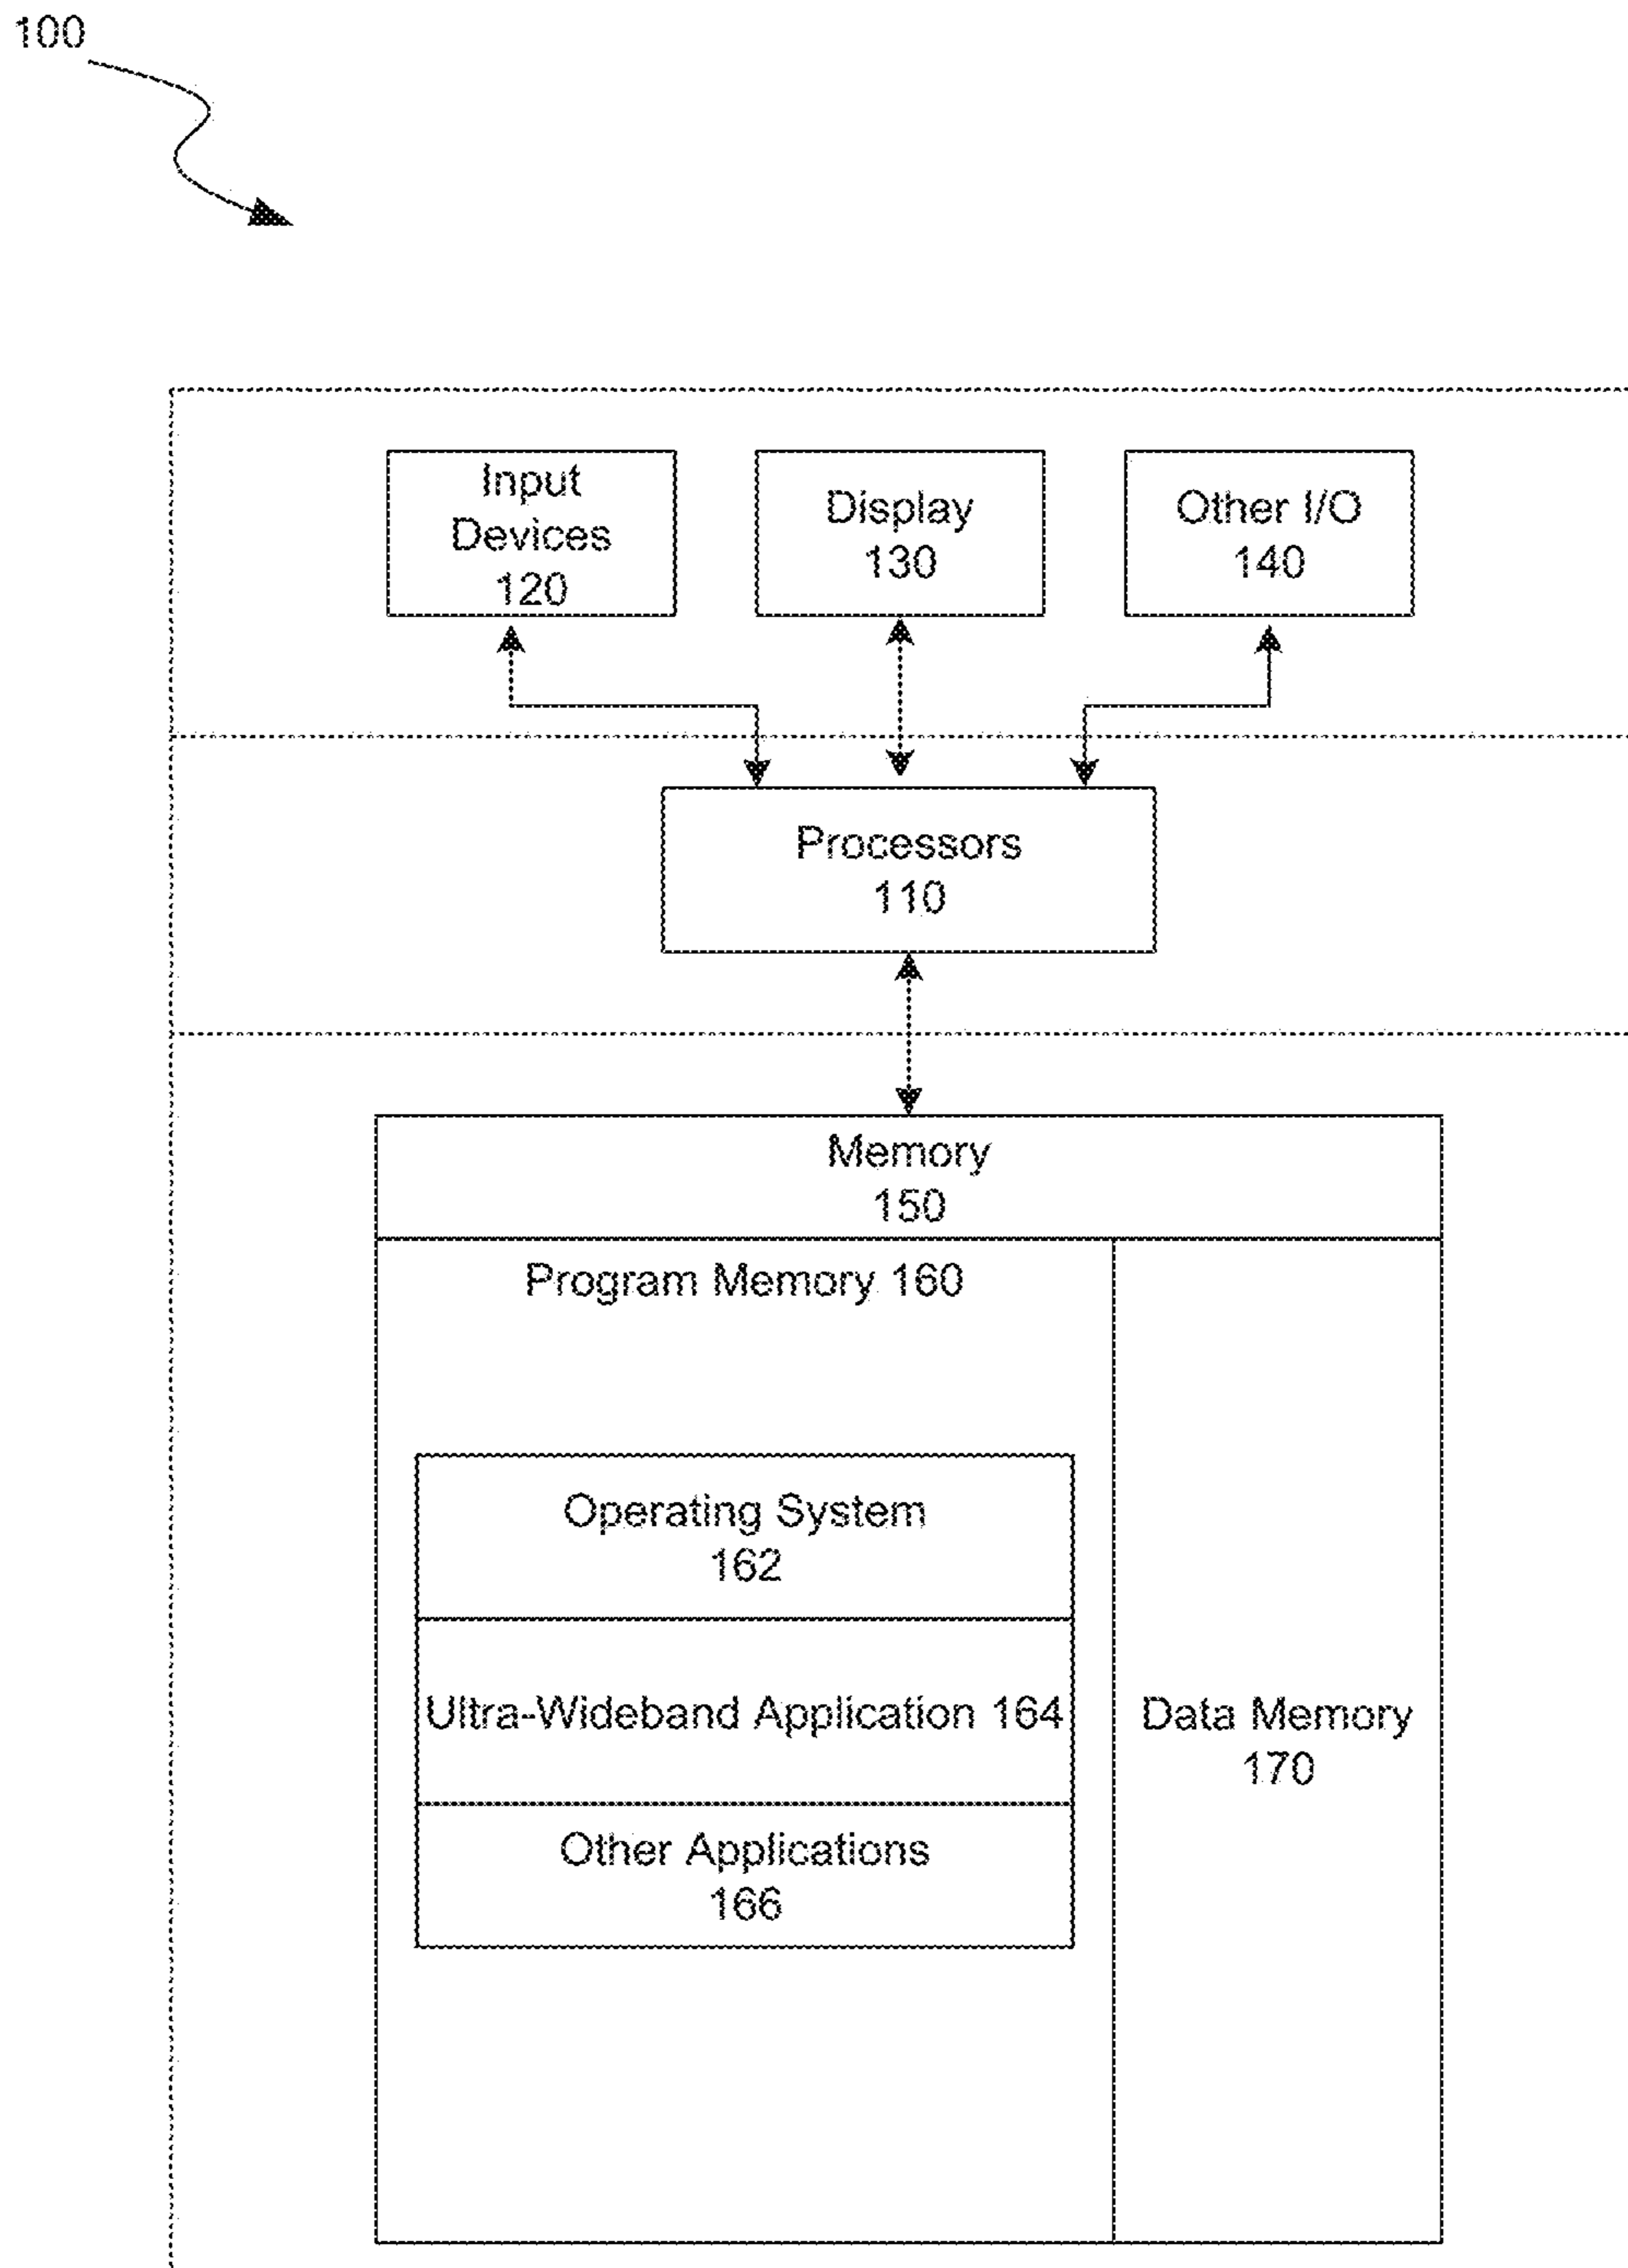 100
Input
Devices
120
Display
130
Other I/O
140
Processors
110
Memory
150
Program Memory 160
Operating System
162
Ultra-Wideband Application 164
Other Applications
166
Data Memory
170